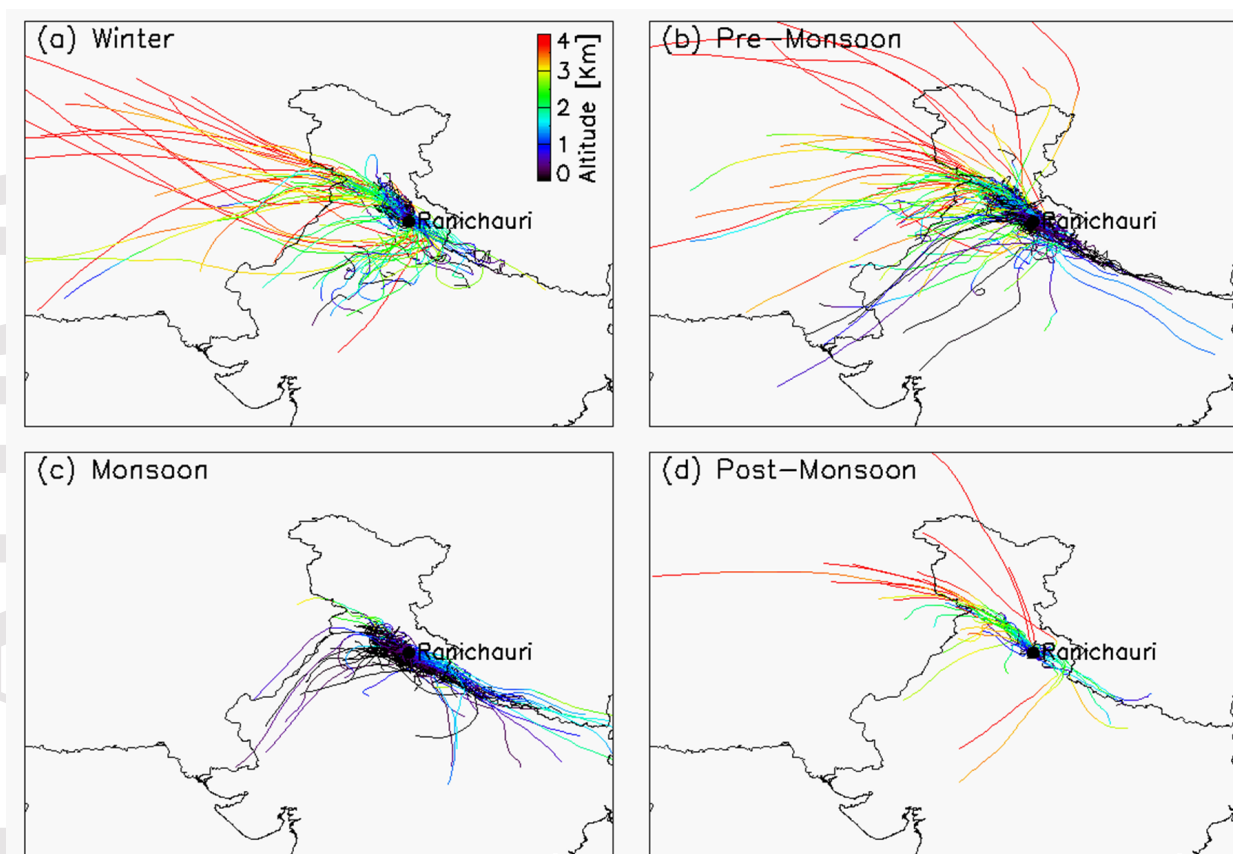 (a) Winter
4
3
2
1
0
Altitude [Km]
Ranichauri
(b) Pre-Monsoon
Ranichauri
(c) Monsoon
Ranichauri
(d) Post-Monsoon
Ranichauri